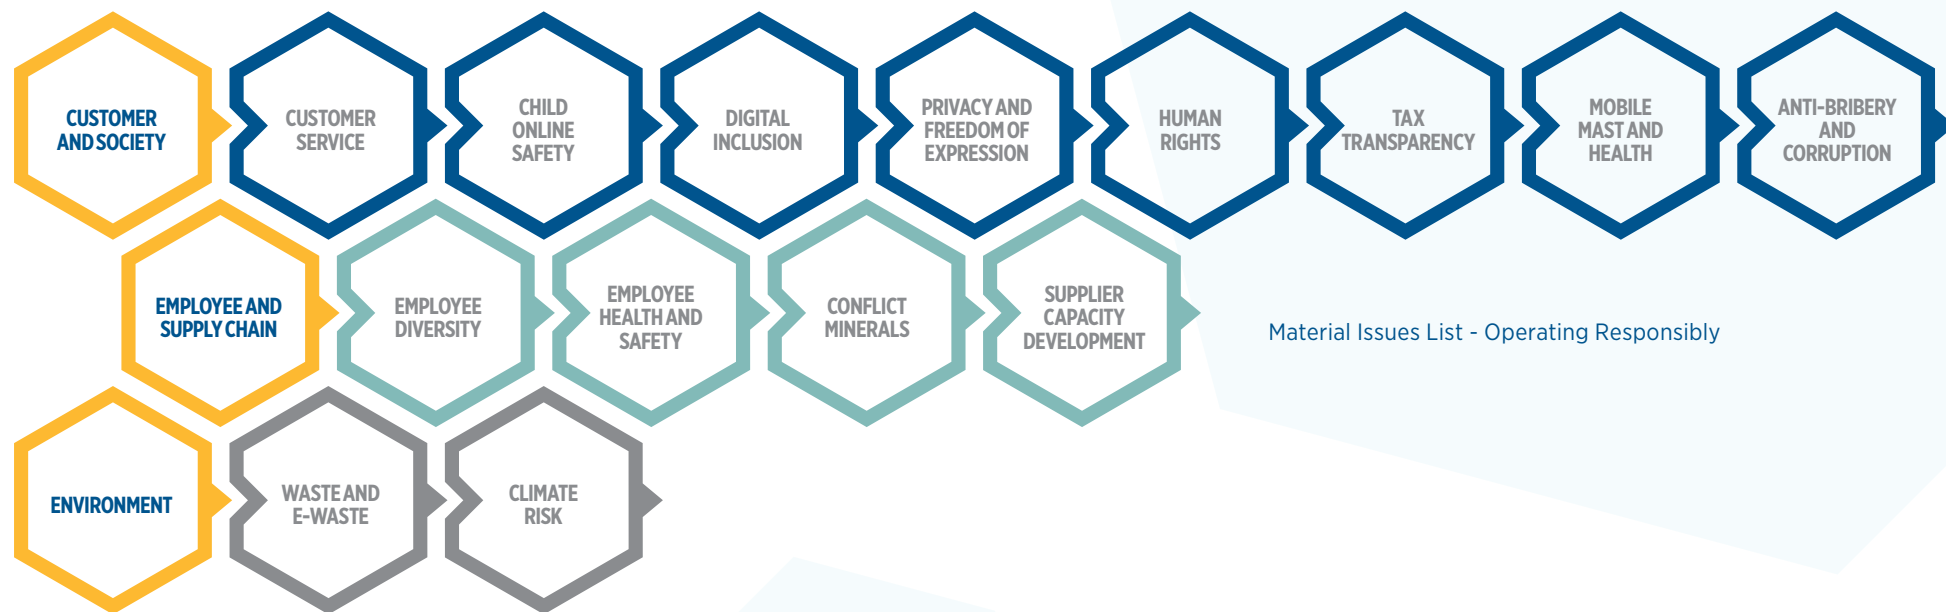 CUSTOMER
AND SOCIETY
CUSTOMER
SERVICE
CHILD
ONLINE
SAFETY
DIGITAL
INCLUSION
PRIVACY AND
FREEDOM OF
EXPRESSION
HUMAN
RIGHTS
TAX
TRANSPARENCY
MOBILE
MAST AND
HEALTH
ANTI-BRIBERY
AND
CORRUPTION
EMPLOYEE AND
SUPPLY CHAIN
EMPLOYEE
DIVERSITY
EMPLOYEE
HEALTH AND
SAFETY
CONFLICT
MINERALS
SUPPLIER
CAPACITY
DEVELOPMENT
Material Issues List - Operating Responsibly
ENVIRONMENT
WASTE AND
E-WASTE
CLIMATE
RISK